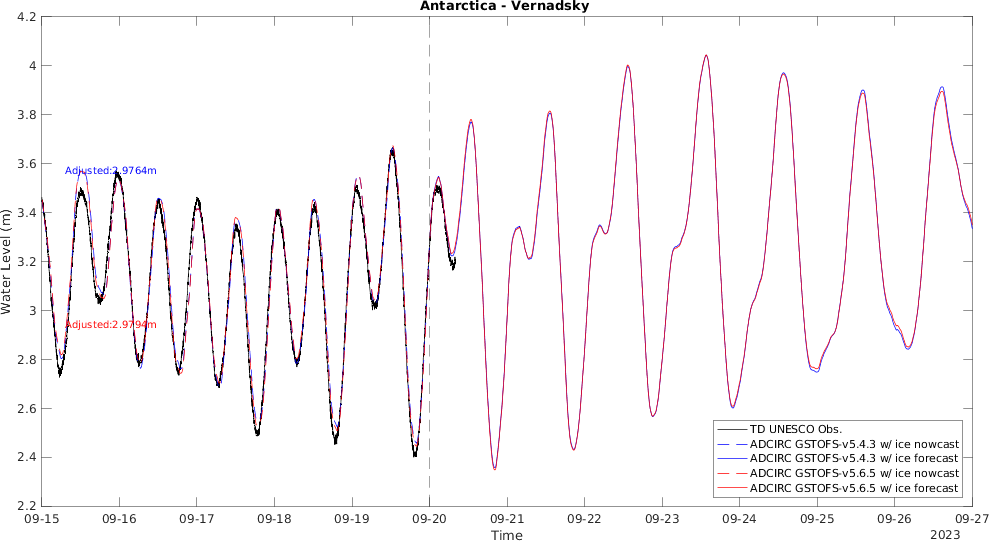 Antarctica - Vernadsky
4.2
4
3.8
3.6
3.4
3.2
3
2.8
2.6
2.4
2.2
Water Level (m)
Adjusted:2.9764m
Adjusted:2.9794m
TD UNESCO Obs.
ADCIRC GSTOFS-v5.4.3 w/ ice nowcast
ADCIRC GSTOFS-v5.4.3 w/ ice forecast
ADCIRC GSTOFS-v5.6.5 w/ ice nowcast
ADCIRC GSTOFS-v5.6.5 w/ ice forecast
09-15 09-16 09-17 09-18 09-19 09-20 09-21 09-22 09-23 09-24 09-25 09-26 09-27
Time
2023